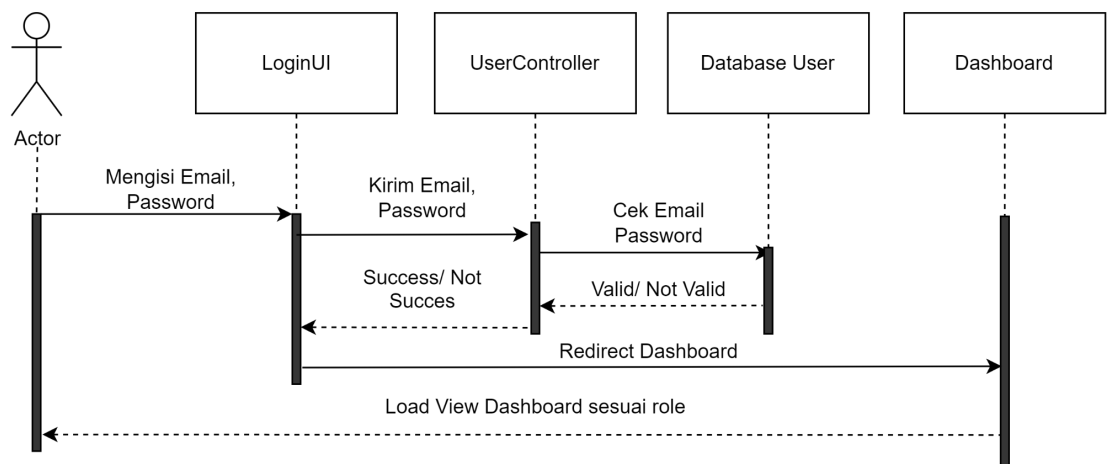 LoginUI
UserController
Database User
Dashboard
Actor
Mengisi Email,
Password
Kirim Email,
Password
Cek Email
Password
Success/ Not
Succes
Valid/ Not Valid
Redirect Dashboard
Load View Dashboard sesuai role